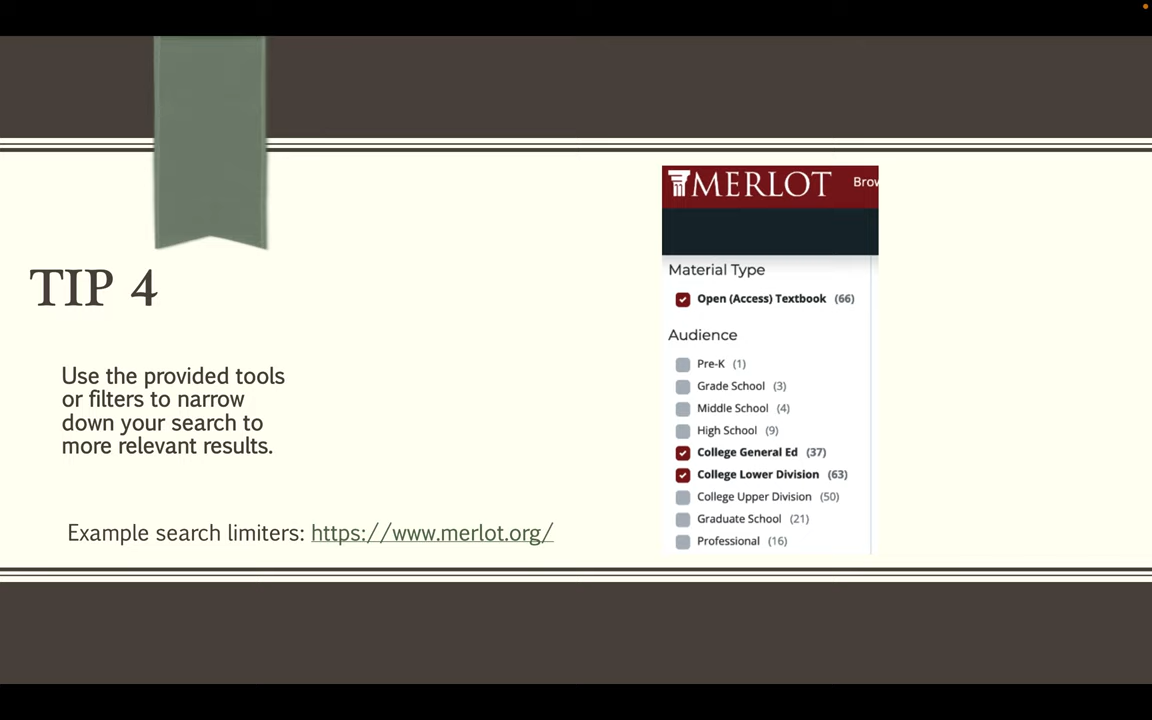 TIP 4
Use the provided tools
or filters to narrow
down your search to
more relevant results.
Example search limiters: https://www.merlot.org/
MERLOT
Material Type
Open (Access) Textbook (66)
Audience
Pre-K (1)
Grade School (3)
Middle School (4)
High School (9)
College General Ed (37)
College Lower Division (63)
College Upper Division (50)
Graduate School (21)
Professional (16)